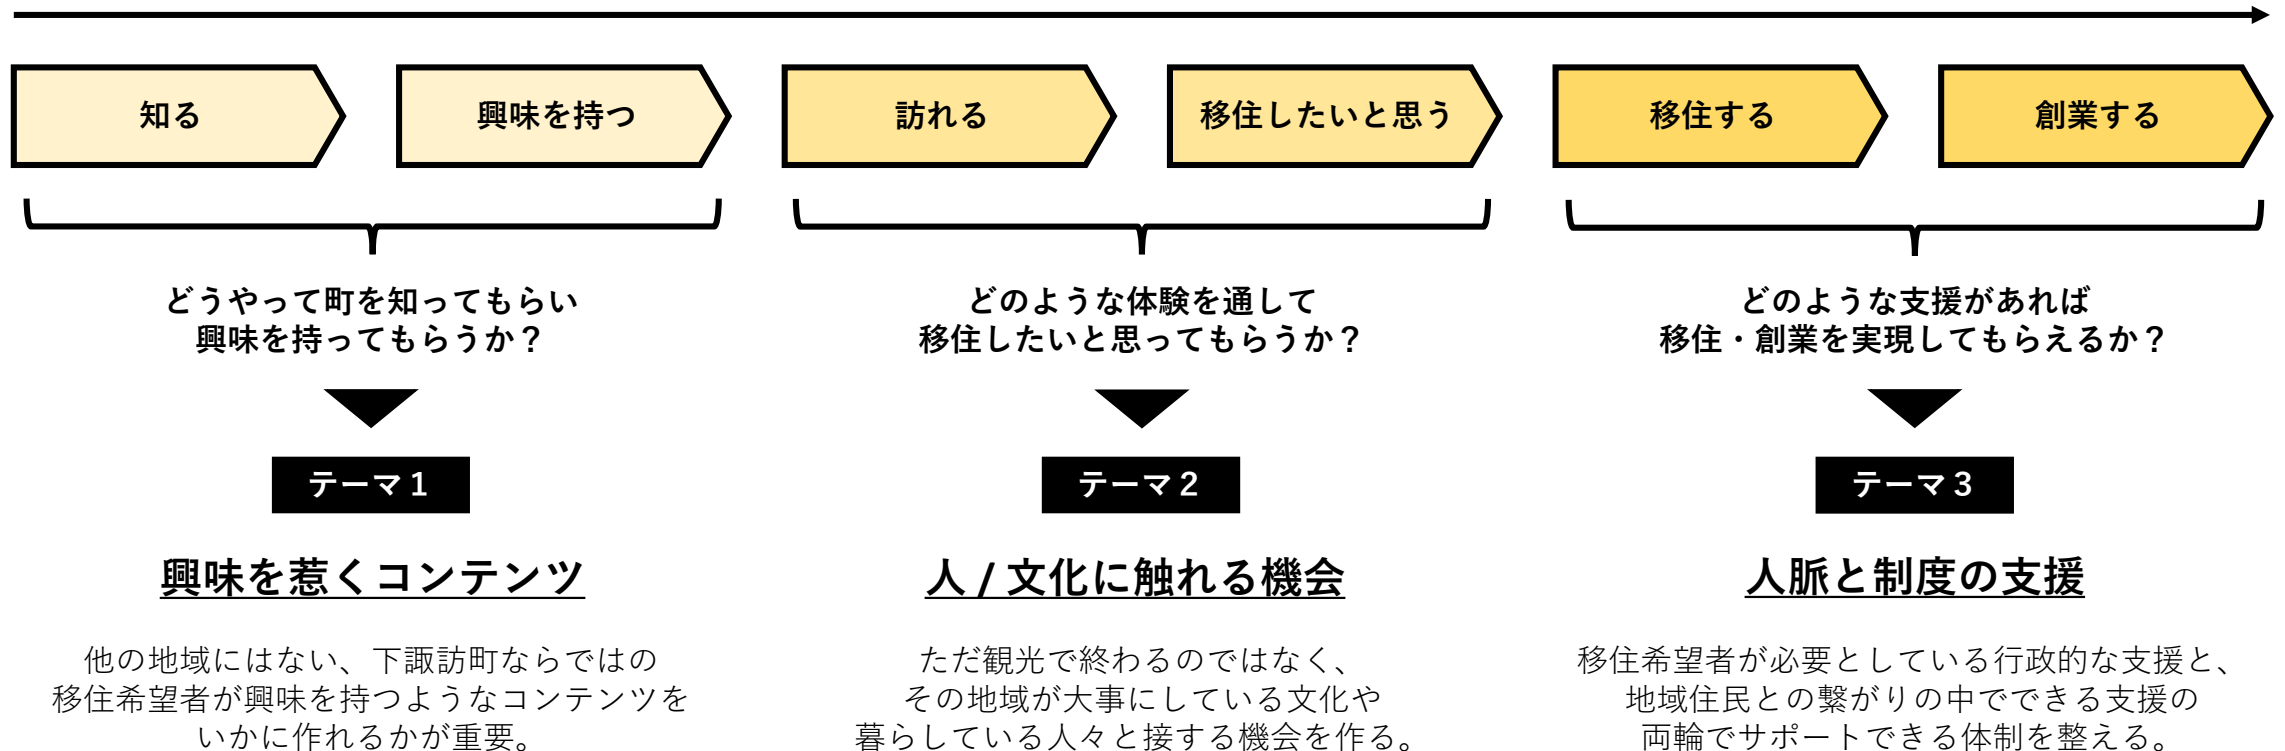 知る
興味を持つ
訪れる
移住したいと思う
移住する
創業する
どうやって町を知ってもらい
興味を持ってもらうか？
どのような体験を通して
移住したいと思ってもらうか？
どのような支援があれば
移住・創業を実現してもらえるか？
テーマ１
テーマ２
テーマ３
興味を惹くコンテンツ
人 / 文化に触れる機会
人脈と制度の支援
他の地域にはない、下諏訪町ならではの
移住希望者が興味を持つようなコンテンツを
いかに作れるかが重要。
ただ観光で終わるのではなく、
その地域が大事にしている文化や
暮らしている人々と接する機会を作る。
移住希望者が必要としている行政的な支援と、
地域住民との繋がりの中でできる支援の
両輪でサポートできる体制を整える。